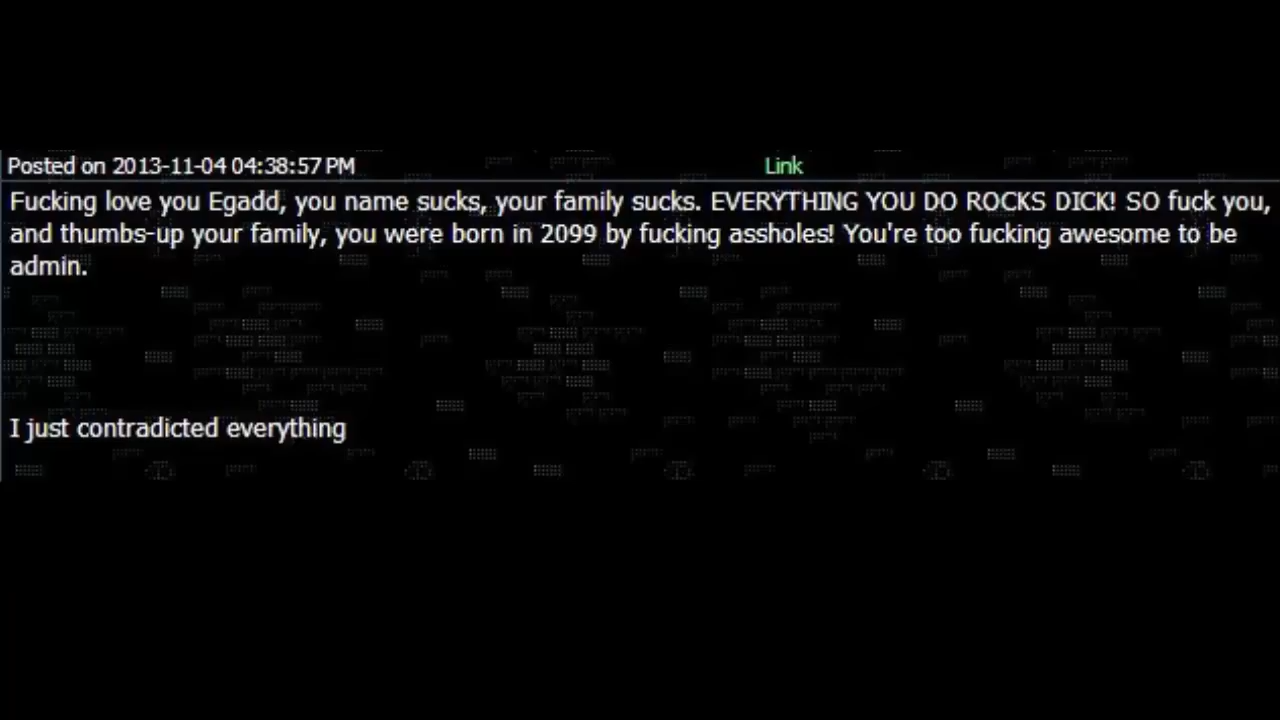 Posted on 2013-11-04 04:38:57 PM Link
Fucking love you Egadd, you name sucks, your family sucks. EVERYTHING YOU DO ROCKS DICK! SO fuck you,
and thumbs-up your family, you were born in 2099 by fucking assholes! You're too fucking awesome to be
admin.
I just contradicted everything